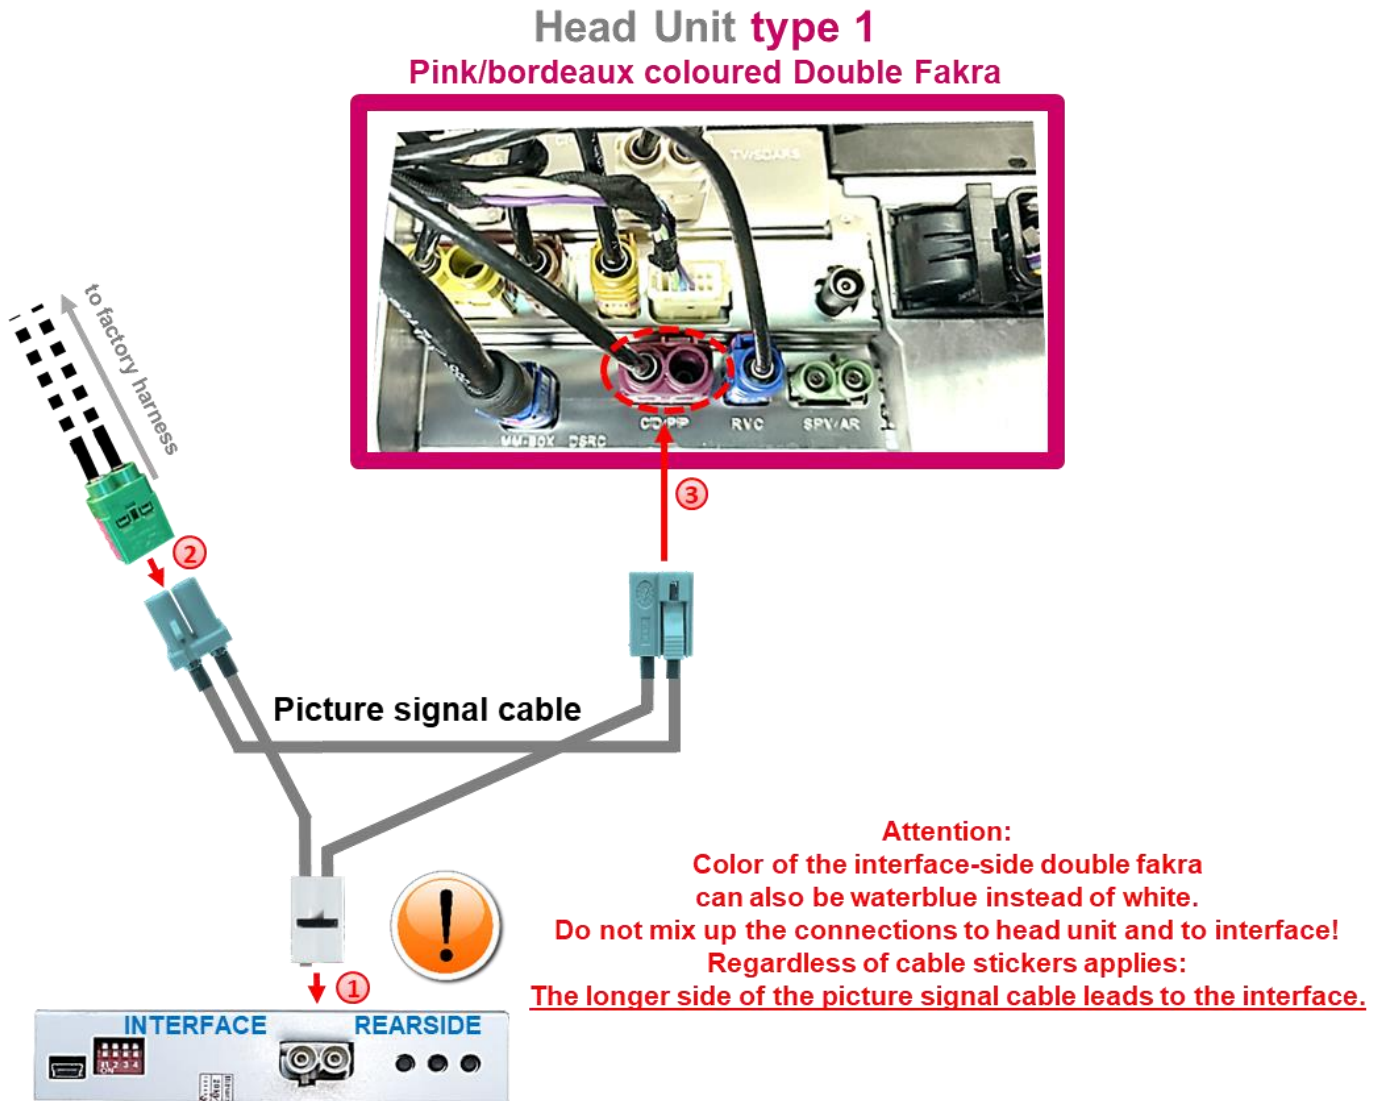 Head Unit type 1
Pink/bordeaux coloured Double Fakra
TV/SDARS
MM-BOX DSRC
CD/PIP
RVC
SPV/AR
to factory harness
3
2
Picture signal cable
Attention:
Color of the interface-side double fakra
can also be waterblue instead of white.
Do not mix up the connections to head unit and to interface!
Regardless of cable stickers applies:
The longer side of the picture signal cable leads to the interface.
1
INTERFACE
REARSIDE
1 2 3 4
ON